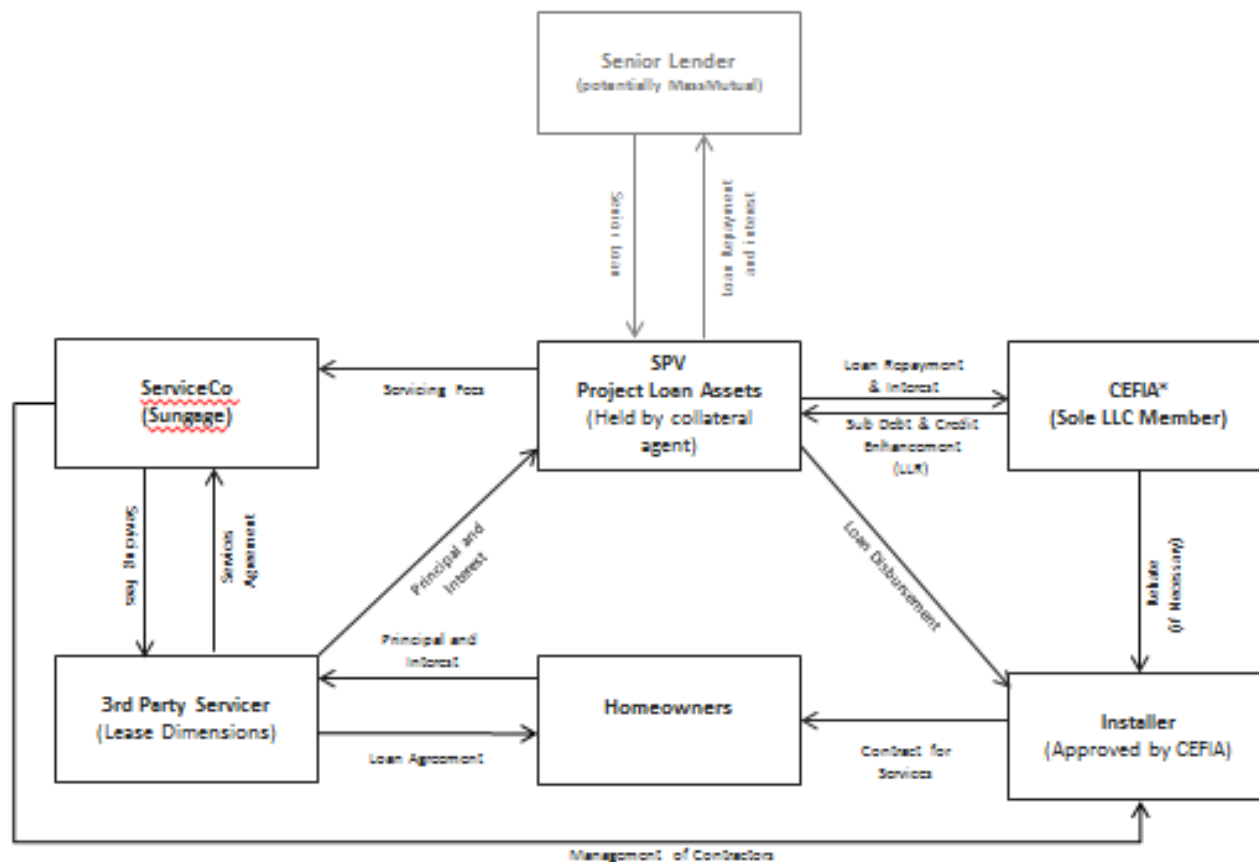 Senior Lender
(potentially MassMutual)
Senior Loan
Loan Repayment
and Interest
ServiceCo
(Sungage)
Servicing Fees
SPV
Project Loan Assets
(Held by collateral
agent)
Loan Repayment
& Interest
Sub Debt & Credit
Enhancement
(LLR)
CEFIA*
(Sole LLC Member)
Servicing Fees
Services
Agreement
Principal and
Interest
Loan Disbursement
Rebate
(if Necessary)
3rd Party Servicer
(Lease Dimensions)
Principal and
Interest
Loan Agreement
Homeowners
Contract for
Services
Installer
(Approved by CEFIA)
Management of Contractors